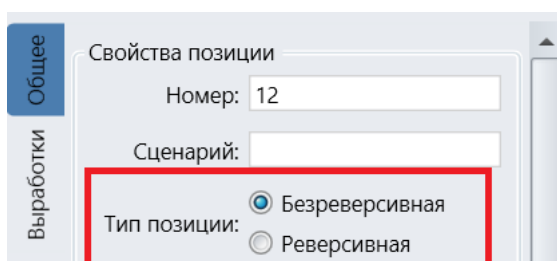 Общее
Выработки
Свойства позиции
Номер: 12
Сценарий:
Тип позиции:
Безреверсивная
Реверсивная